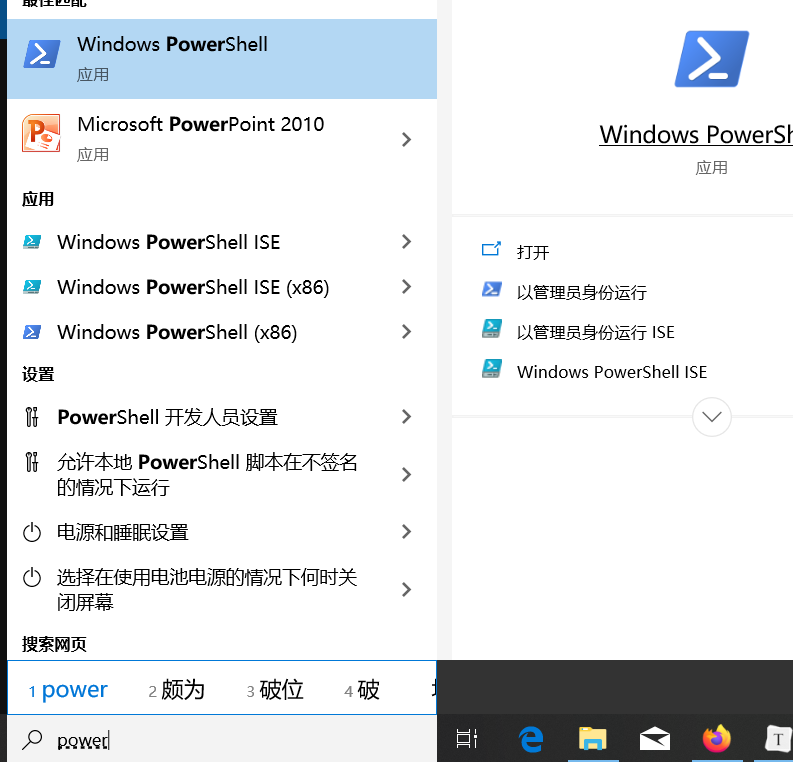 最佳匹配
Windows PowerShell
应用
Microsoft PowerPoint 2010
应用
应用
Windows PowerShell ISE
Windows PowerShell ISE (x86)
Windows PowerShell (x86)
设置
PowerShell 开发人员设置
允许本地 PowerShell 脚本在不签名
的情况下运行
电源和睡眠设置
选择在使用电池电源的情况下何时关
闭屏幕
搜索网页
1 power 2 颇为 3 破位 4 破
power
Windows PowerSh
应用
打开
以管理员身份运行
以管理员身份运行 ISE
Windows PowerShell ISE
T